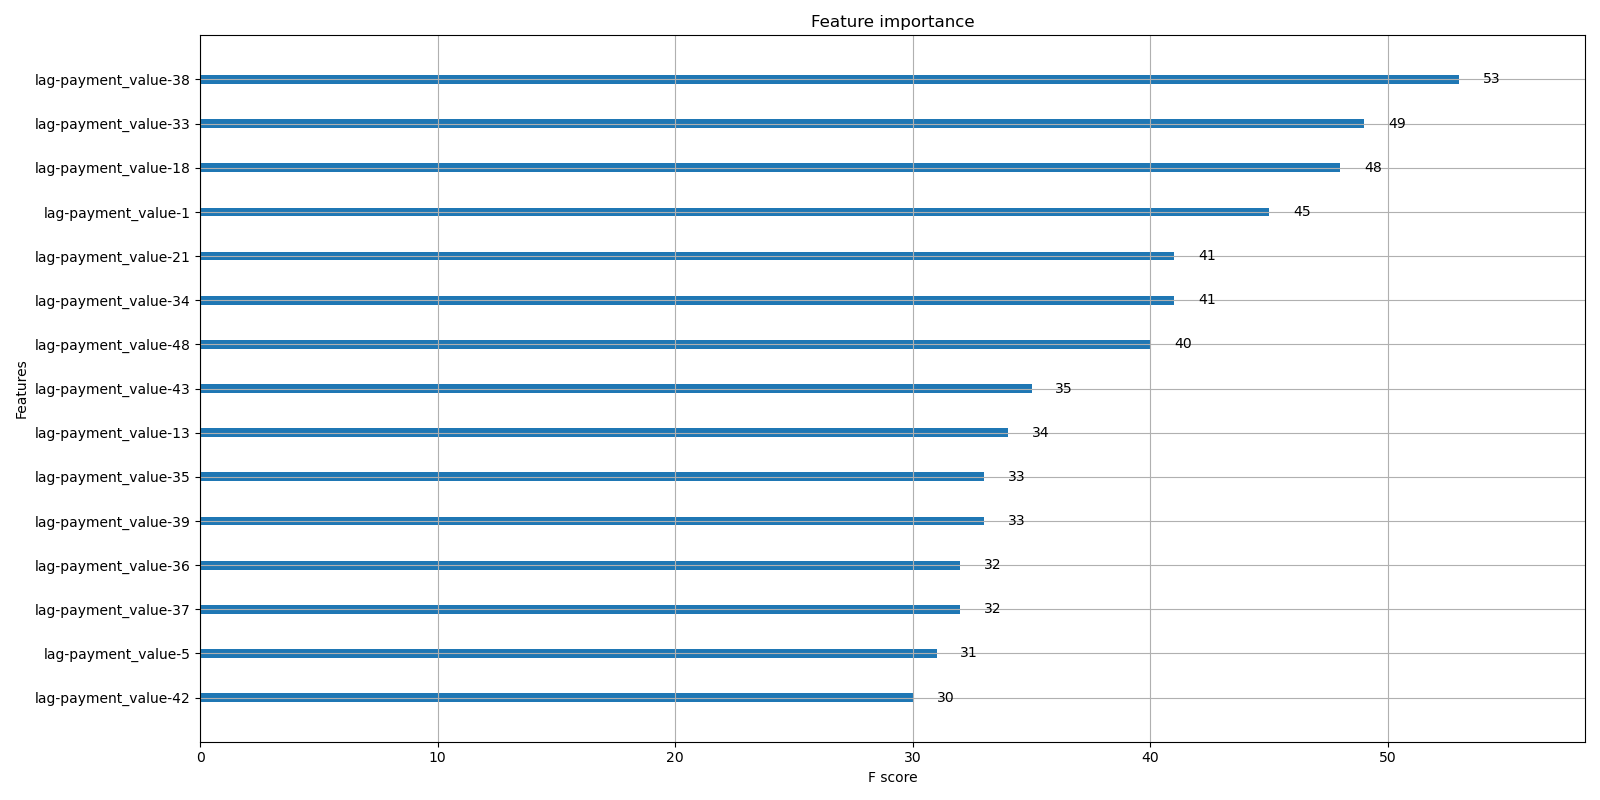 Feature importance
lag-payment_value-38 53
lag-payment_value-33 49
lag-payment_value-18 48
lag-payment_value-1 45
lag-payment_value-21 41
lag-payment_value-34 41
lag-payment_value-48 40
lag-payment_value-43 35
lag-payment_value-13 34
lag-payment_value-35 33
lag-payment_value-39 33
lag-payment_value-36 32
lag-payment_value-37 32
lag-payment_value-5 31
lag-payment_value-42 30
Features
0 10 20 30 40 50
F score